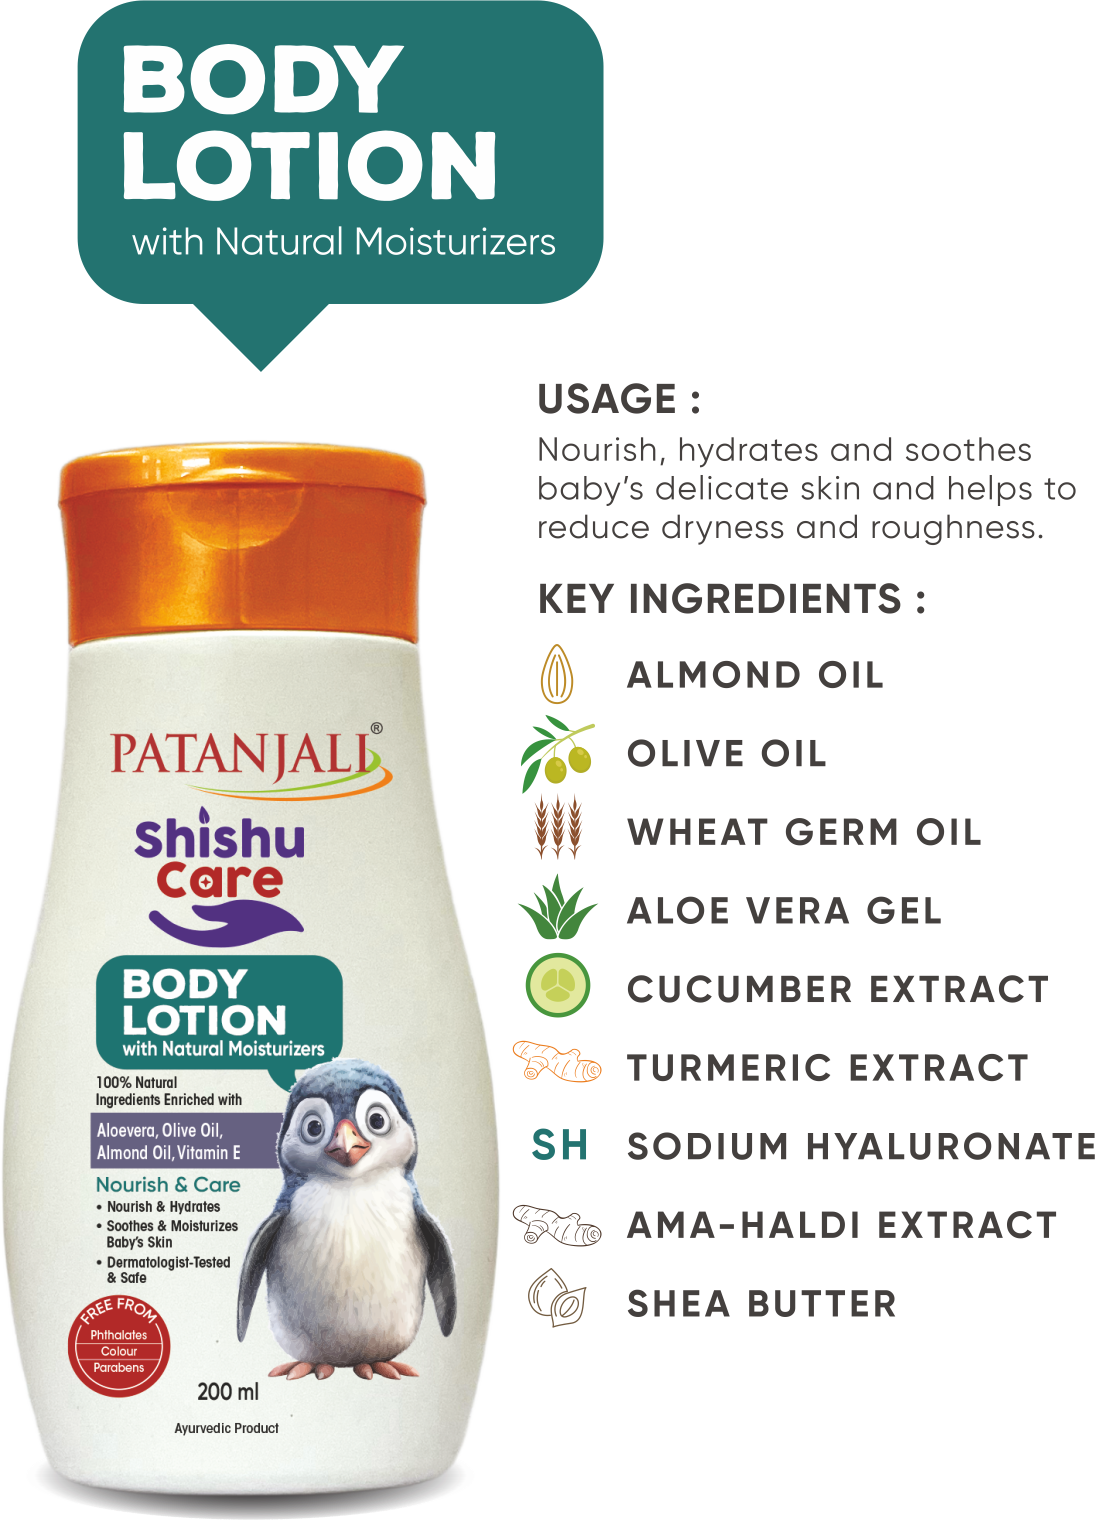 BODY
LOTION
with Natural Moisturizers
USAGE :
Nourish, hydrates and soothes
baby's delicate skin and helps to
reduce dryness and roughness.
KEY INGREDIENTS :
ALMOND OIL
OLIVE OIL
WHEAT GERM OIL
ALOE VERA GEL
CUCUMBER EXTRACT
TURMERIC EXTRACT
SH SODIUM HYALURONATE
AMA-HALDI EXTRACT
SHEA BUTTER
PATANJALI®
Shishu
Care
BODY
LOTION
with Natural Moisturizers
100% Natural
Ingredients Enriched with
Aloevera, Olive Oil,
Almond Oil, Vitamin E
Nourish & Care
• Nourish & Hydrates
• Soothes & Moisturizes
Baby's Skin
• Dermatologist-Tested
& Safe
FREE FROM
Phthalates
Colour
Parabens
200 ml
Ayurvedic Product